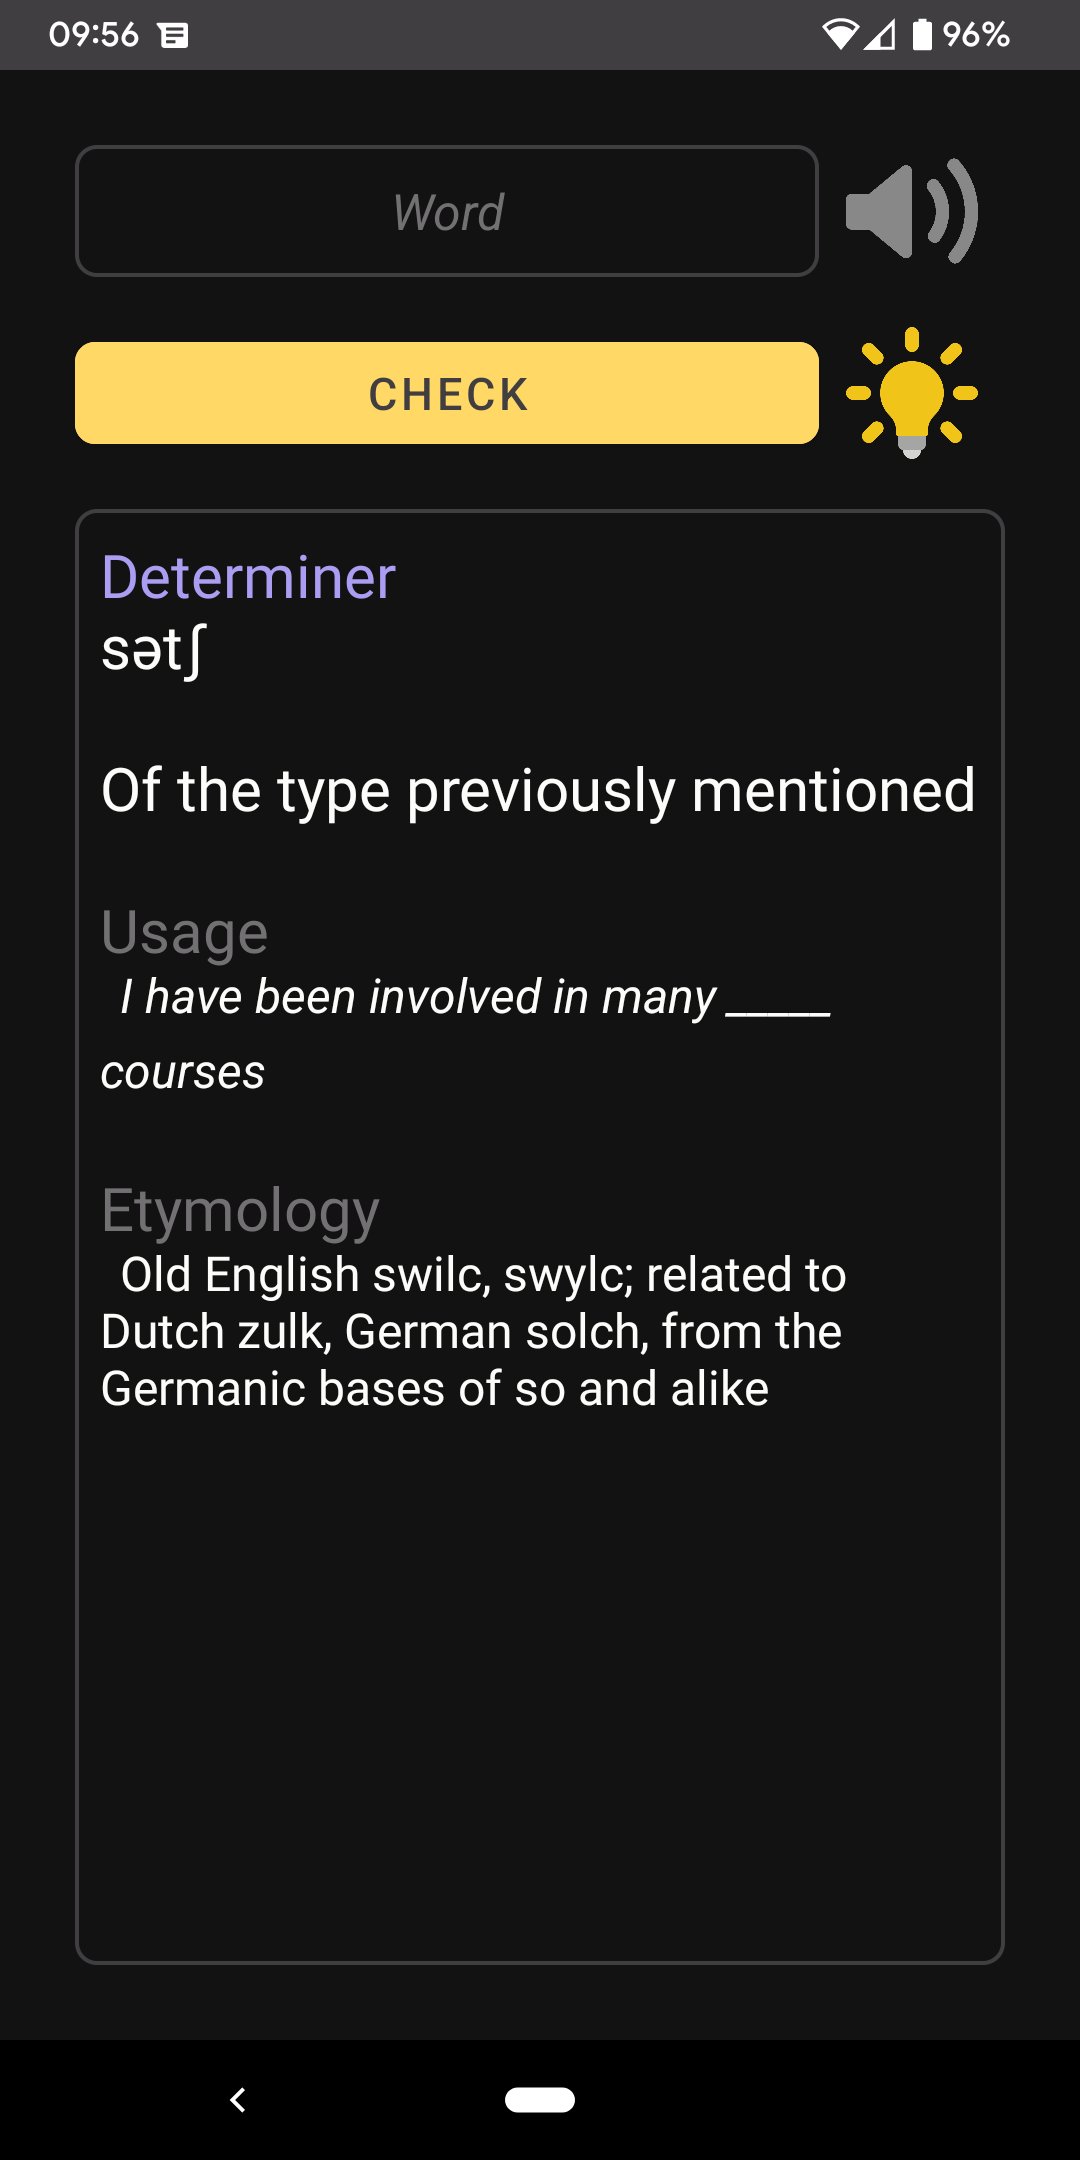 09:56
96%
Word
CHECK
Determiner
sətʃ
Of the type previously mentioned
Usage
I have been involved in many _____
courses
Etymology
Old English swilc, swylc; related to
Dutch zulk, German solch, from the
Germanic bases of so and alike